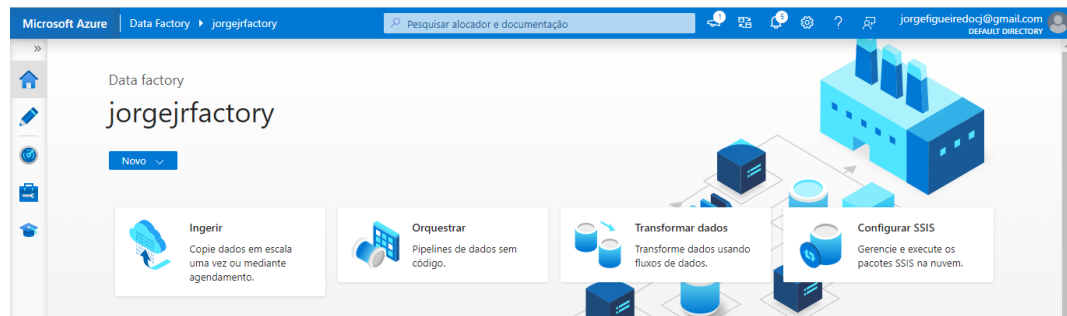 Microsoft Azure
Data Factory
jorgejrfactory
Pesquisar alocador e documentação
1
5
jorgefigueiredocj@gmail.com
DEFAULT DIRECTORY
Data factory
jorgejrfactory
Novo
Ingerir
Copie dados em escala
uma vez ou mediante
agendamento.
Orquestrar
Pipelines de dados sem
código.
Transformar dados
Transforme dados usando
fluxos de dados.
Configurar SSIS
Gerencie e execute os
pacotes SSIS na nuvem.